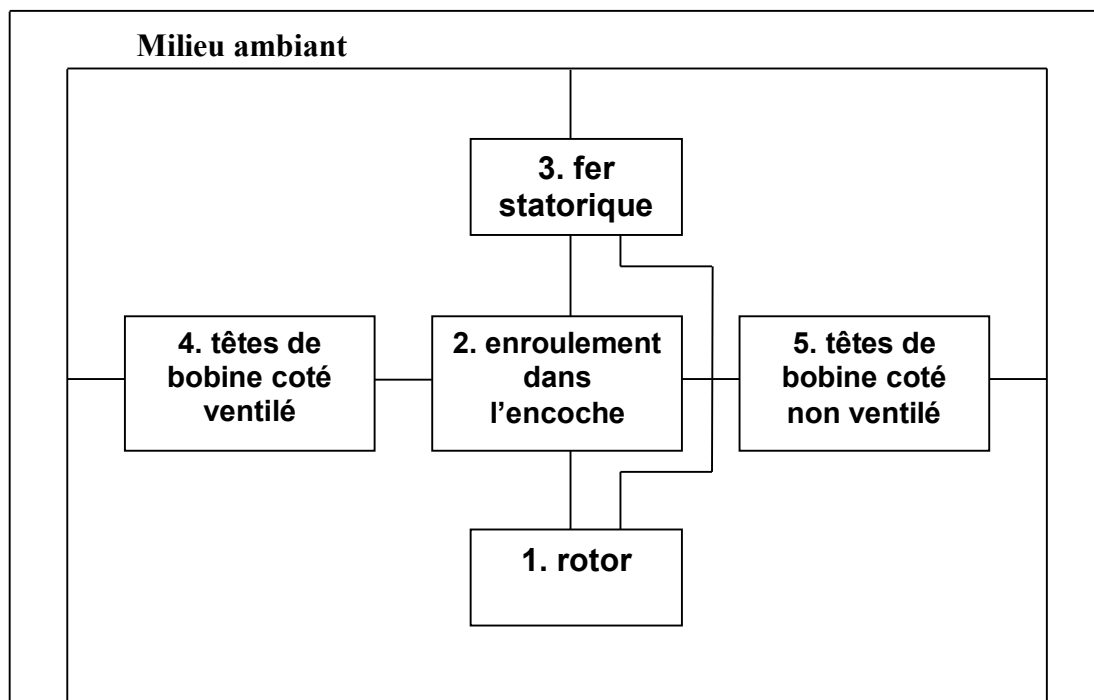 Milieu ambiant
3. fer
statorique
4. têtes de
bobine coté
ventilé
2. enroulement
dans
l'encoche
5. têtes de
bobine coté
non ventilé
1. rotor